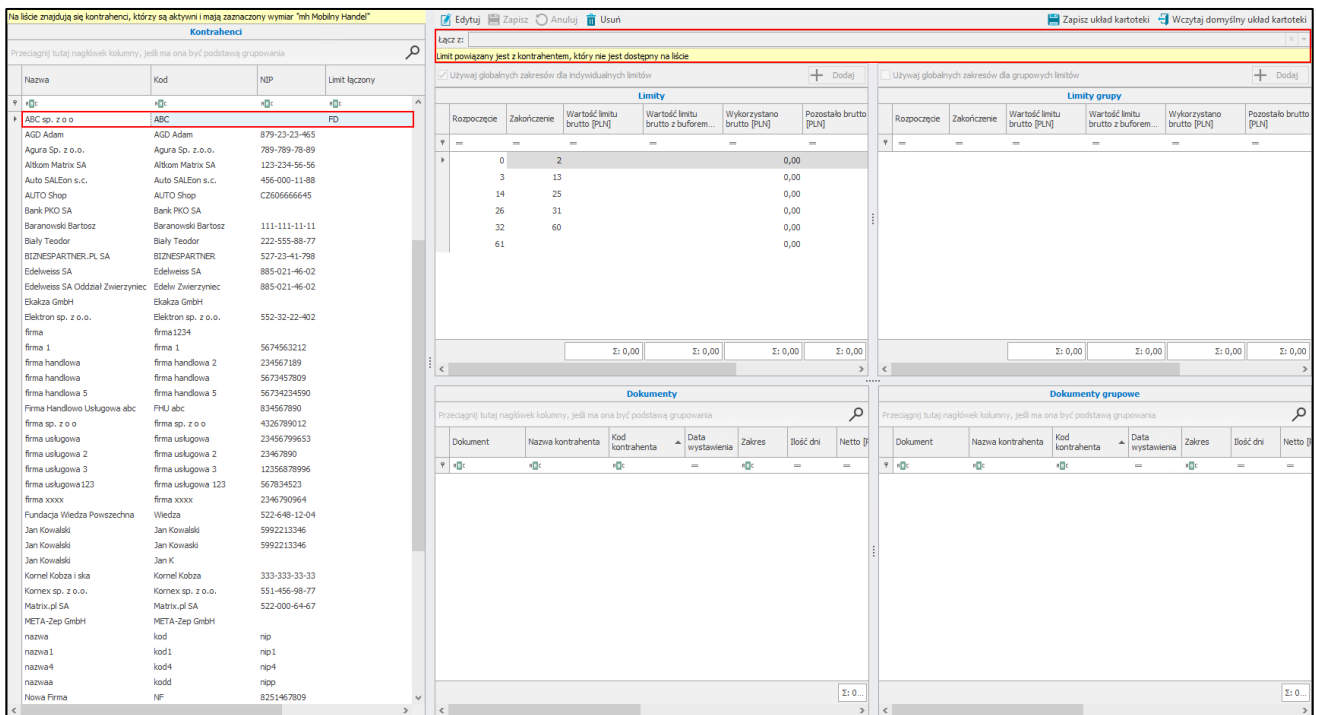 Na liście znajdują się kontrahenci, którzy są aktywni i mają zaznaczony wymiar "mh Mobilny Handel"
Kontrahenci
Przeciągnij tutaj nagłówek kolumny, jeśli ma ona być podstawą grupowania
Nazwa Kod NIP Limit łączony
ABC sp. z o o ABC FD
AGD Adam AGD Adam 879-23-23-465
Agura Sp. z o.o. Agura Sp. z.o.o. 789-789-78-89
Altkom Matrix SA Altkom Matrix SA 123-234-56-56
Auto SALEon s.c. Auto SALEon s.c. 456-000-11-88
AUTO Shop AUTO Shop CZ606666645
Bank PKO SA Bank PKO SA
Baranowski Bartosz Baranowski Bartosz 111-111-11-11
Biały Teodor Biały Teodor 222-555-88-77
BIZNESPARTNER.PL SA BIZNESPARTNER 527-23-41-798
Edelweiss SA Edelweiss SA 885-021-46-02
Edelweiss SA Oddział Zwierzyniec Edelw Zwierzyniec 885-021-46-02
Ekakza GmbH Ekakza GmbH
Elektron sp. z o.o. Elektron sp. z o.o. 552-32-22-402
firma firma1234
firma 1 firma 1 5674563212
firma handlowa firma handlowa 2 234567189
firma handlowa firma handlowa 5673457809
firma handlowa 5 firma handlowa 5 56734234590
Firma Handlowo Usługowa abc FHU abc 834567890
firma sp. z o o firma sp. z o o 4326789012
firma usługowa firma usługowa 23456799653
firma usługowa 2 firma usługowa 2 23467890
firma usługowa 3 firma usługowa 3 12356878996
firma usługowa123 firma usługowa 123 567834523
firma xxxx firma xxxx 2346790964
Fundacja Wiedza Powszechna Wiedza 522-648-12-04
Jan Kowalski Jan Kowalski 5992213346
Jan Kowalski Jan Kowaski 5992213346
Jan Kowalski Jan K
Kornel Kobza i ska Kornel Kobza 333-333-33-33
Kornex sp. z o.o. Kornex sp. z o.o. 551-456-98-77
Matrix.pl SA Matrix.pl SA 522-000-64-67
META-Zep GmbH META-Zep GmbH
nazwa kod nip
nazwa1 kod1 nip1
nazwa4 kod4 nip4
nazwaa kodd nipp
Nowa Firma NF 8251467809
Edytuj Zapisz Anuluj Usuń Zapisz układ kartoteki Wczytaj domyślny układ kartoteki
Łącz z:
Limit powiązany jest z kontrahentem, który nie jest dostępny na liście
Używaj globalnych zakresów dla indywidualnych limitów Dodaj
Limity
Rozpoczęcie Zakończenie Wartość limitu brutto [PLN] Wartość limitu brutto z buforem... Wykorzystano brutto [PLN] Pozostało brutto [PLN]
= = = = = =
0 2 0,00
3 13 0,00
14 25 0,00
26 31 0,00
32 60 0,00
61 0,00
Σ: 0,00 Σ: 0,00 Σ: 0,00 Σ: 0,00
Używaj globalnych zakresów dla grupowych limitów Dodaj
Limity grupy
Rozpoczęcie Zakończenie Wartość limitu brutto [PLN] Wartość limitu brutto z buforem... Wykorzystano brutto [PLN] Pozostało brutto [PLN]
= = = = = =
Σ: 0,00 Σ: 0,00 Σ: 0,00 Σ: 0,00
Dokumenty
Przeciągnij tutaj nagłówek kolumny, jeśli ma ona być podstawą grupowania
Dokument Nazwa kontrahenta Kod kontrahenta Data wystawienia Zakres Ilość dni Netto [P
= = =
Σ: 0...
Dokumenty grupowe
Przeciągnij tutaj nagłówek kolumny, jeśli ma ona być podstawą grupowania
Dokument Nazwa kontrahenta Kod kontrahenta Data wystawienia Zakres Ilość dni Netto [P
= = =
Σ: 0...